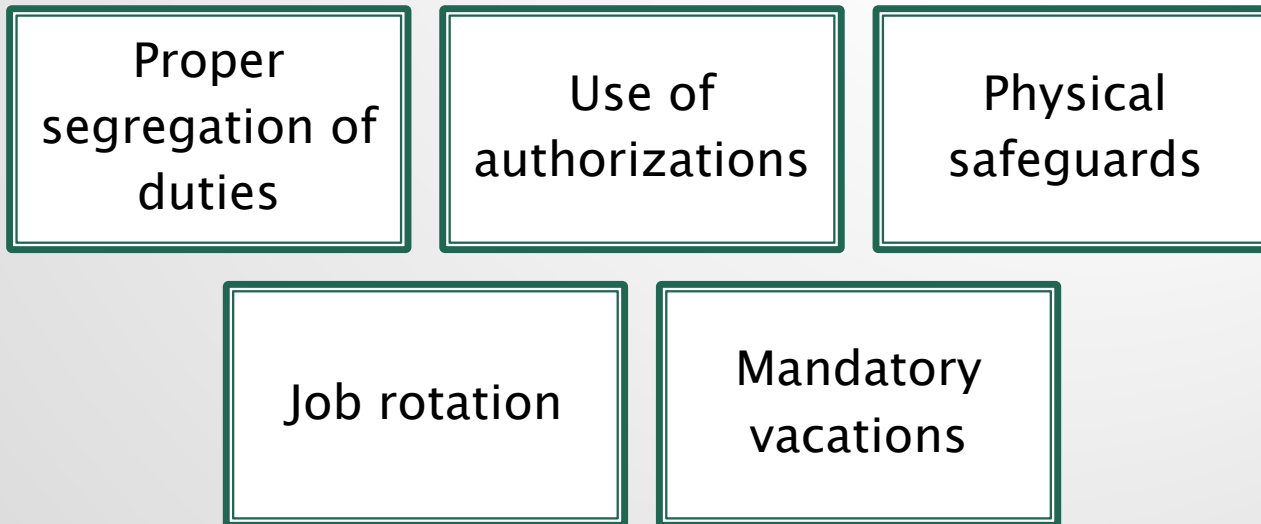 Proper
segregation of
duties
Use of
authorizations
Physical
safeguards
Job rotation
Mandatory
vacations